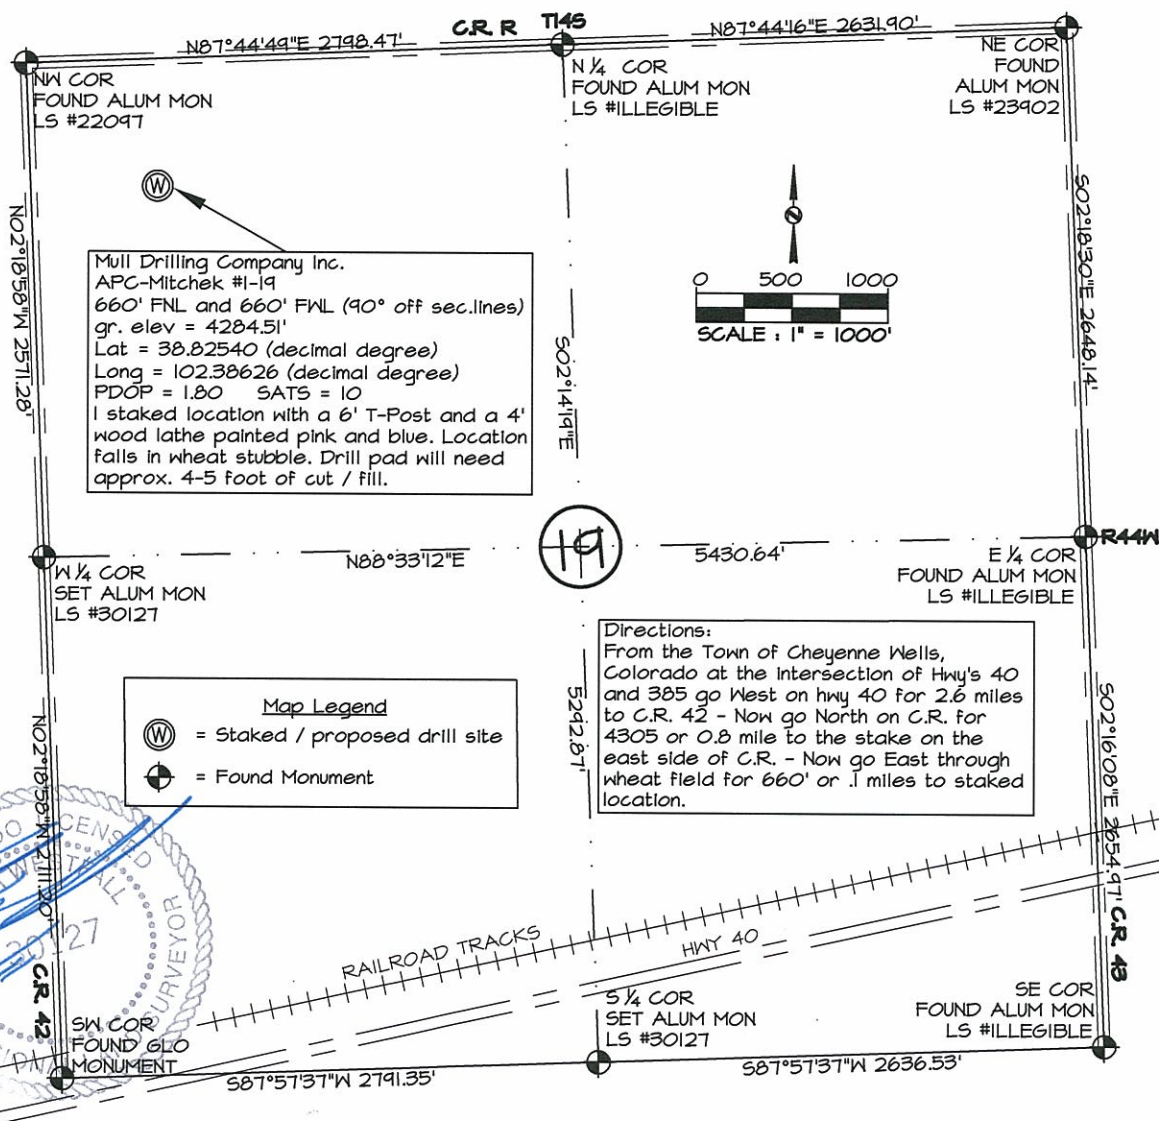 C.R. R T14S
N87°44'49"E 2798.47'
N87°44'16"E 2631.90'
NW COR
FOUND ALUM MON
LS #22097
N 1/4 COR
FOUND ALUM MON
LS #ILLEGIBLE
NE COR
FOUND
ALUM MON
LS #23902
W
N02°18'58"W 2571.28'
Mull Drilling Company Inc.
APC-Mitchek #1-19
660' FNL and 660' FWL (90° off sec.lines)
gr. elev = 4284.51'
Lat = 38.82540 (decimal degree)
Long = 102.38626 (decimal degree)
PDOP = 1.80 SATS = 10
I staked location with a 6' T-Post and a 4'
wood lathe painted pink and blue. Location
falls in wheat stubble. Drill pad will need
approx. 4-5 foot of cut / fill.
S02°14'19"E
N
0 500 1000
SCALE : 1" = 1000'
S02°18'30"E 2648.14'
N88°33'12"E
19
5430.64'
R44W
W 1/4 COR
SET ALUM MON
LS #30127
E 1/4 COR
FOUND ALUM MON
LS #ILLEGIBLE
Map Legend
W = Staked / proposed drill site
= Found Monument
5292.87'
Directions:
From the Town of Cheyenne Wells,
Colorado at the intersection of Hwy's 40
and 385 go West on hwy 40 for 2.6 miles
to C.R. 42 - Now go North on C.R. for
4305 or 0.8 mile to the stake on the
east side of C.R. - Now go East through
wheat field for 660' or .1 miles to staked
location.
N02°18'58"W 2711.20'
S02°16'08"E 2654.97'
C.R. 43
C.R. 42
LICENSED
30127
SURVEYOR
RAILROAD TRACKS
HWY 40
SW COR
FOUND GLO
MONUMENT
S 1/4 COR
SET ALUM MON
LS #30127
SE COR
FOUND ALUM MON
LS #ILLEGIBLE
S87°57'37"W 2791.35'
S87°57'37"W 2636.53'